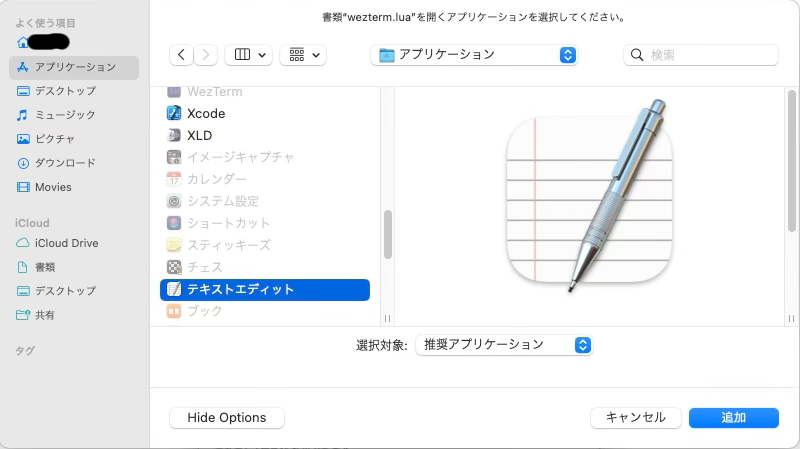 書類“wezterm.lua”を開くアプリケーションを選択してください。
よく使う項目
アプリケーション
デスクトップ
ミュージック
ピクチャ
ダウンロード
Movies
iCloud
iCloud Drive
書類
デスクトップ
共有
タグ
アプリケーション
検索
WezTerm
Xcode
XLD
イメージキャプチャ
カレンダー
17
システム設定
ショートカット
スティッキーズ
チェス
テキストエディット
ブック
選択対象:
推奨アプリケーション
Hide Options
キャンセル
追加